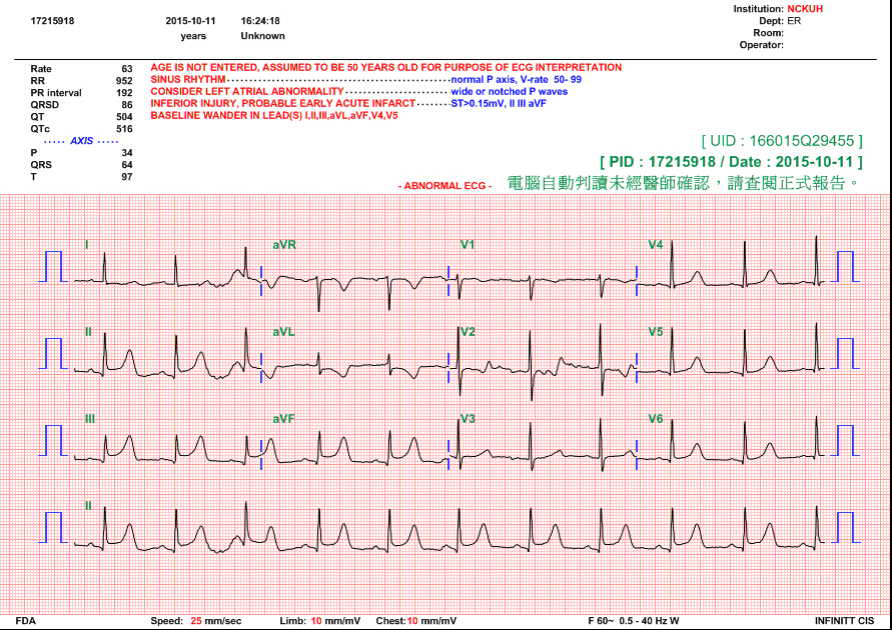 Institution: NCKUH
17215918 2015-10-11 16:24:18 Dept: ER
years Unknown Room:
Operator:
Rate 63 AGE IS NOT ENTERED, ASSUMED TO BE 50 YEARS OLD FOR PURPOSE OF ECG INTERPRETATION
RR 952 SINUS RHYTHM---normal P axis, V-rate 50- 99
PR interval 192 CONSIDER LEFT ATRIAL ABNORMALITY---wide or notched P waves
QRSD 86 INFERIOR INJURY, PROBABLE EARLY ACUTE INFARCT---ST>0.15mV, II III aVF
QT 504 BASELINE WANDER IN LEAD(S) I,II,III,aVL,aVF,V4,V5
QTc 516
----- AXIS -----
[ UID : 166015Q29455 ]
P 34
QRS 64 [ PID : 17215918 / Date : 2015-10-11 ]
T 97
- ABNORMAL ECG - 電腦自動判讀未經醫師確認，請查閱正式報告。
I aVR V1 V4
II aVL V2 V5
III aVF V3 V6
II
FDA Speed: 25 mm/sec Limb: 10 mm/mV Chest:10 mm/mV F 60~ 0.5 - 40 Hz W INFINITT CIS